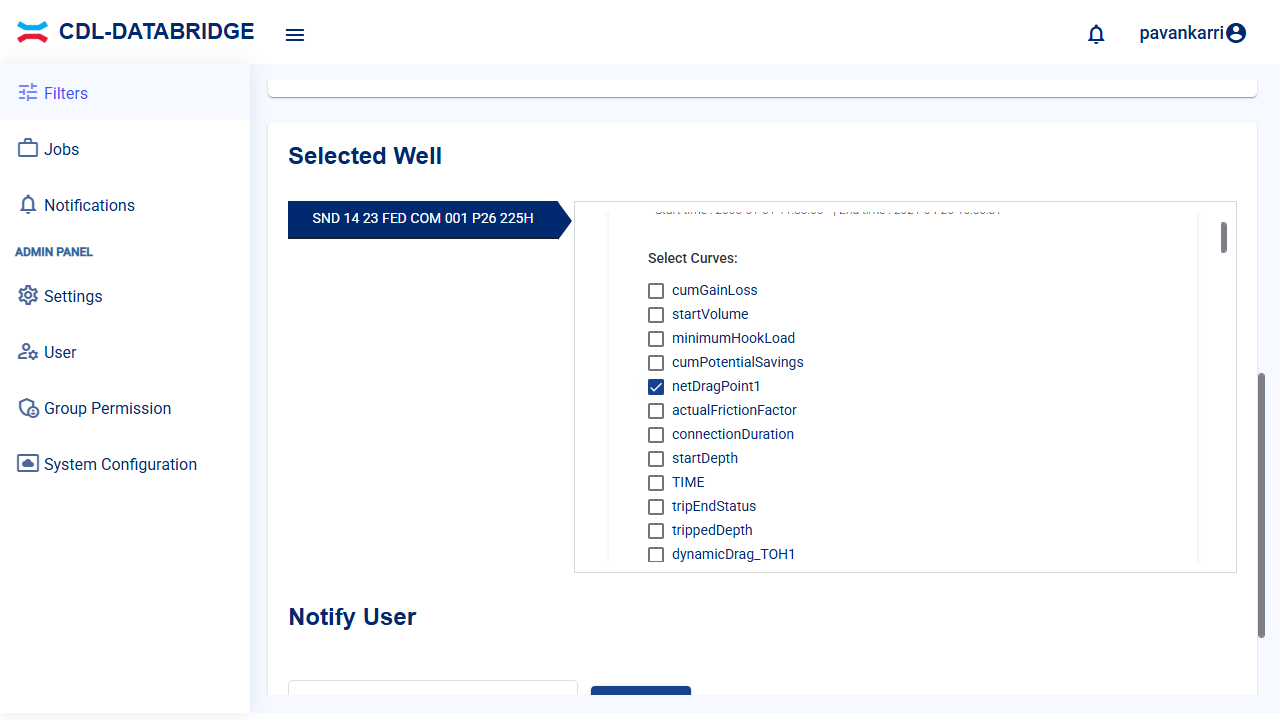 CDL-DATABRIDGE
pavankarri
Filters
Jobs
Notifications
ADMIN PANEL
Settings
User
Group Permission
System Configuration
Selected Well
SND 14 23 FED COM 001 P26 225H
Select Curves:
cumGainLoss
startVolume
minimumHookLoad
cumPotentialSavings
netDragPoint1
actualFrictionFactor
connectionDuration
startDepth
TIME
tripEndStatus
trippedDepth
dynamicDrag_TOH1
Notify User